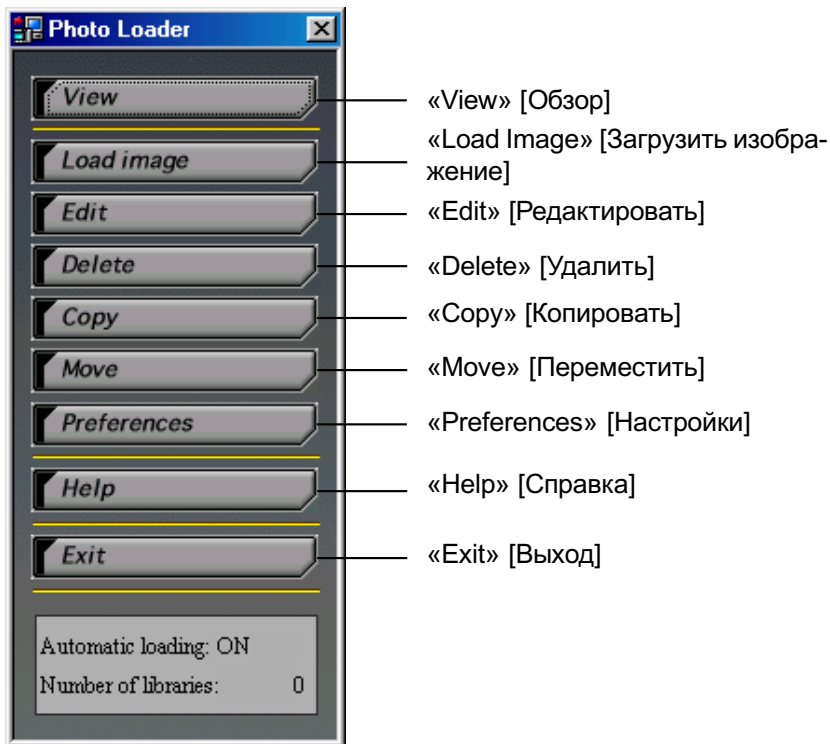 Photo Loader
View
«View» [Обзор]
Load image
«Load Image» [Загрузить изобра-
жение]
Edit
«Edit» [Редактировать]
Delete
«Delete» [Удалить]
Copy
«Copy» [Копировать]
Move
«Move» [Переместить]
Preferences
«Preferences» [Настройки]
Help
«Help» [Справка]
Exit
«Exit» [Выход]
Automatic loading: ON
Number of libraries: 0